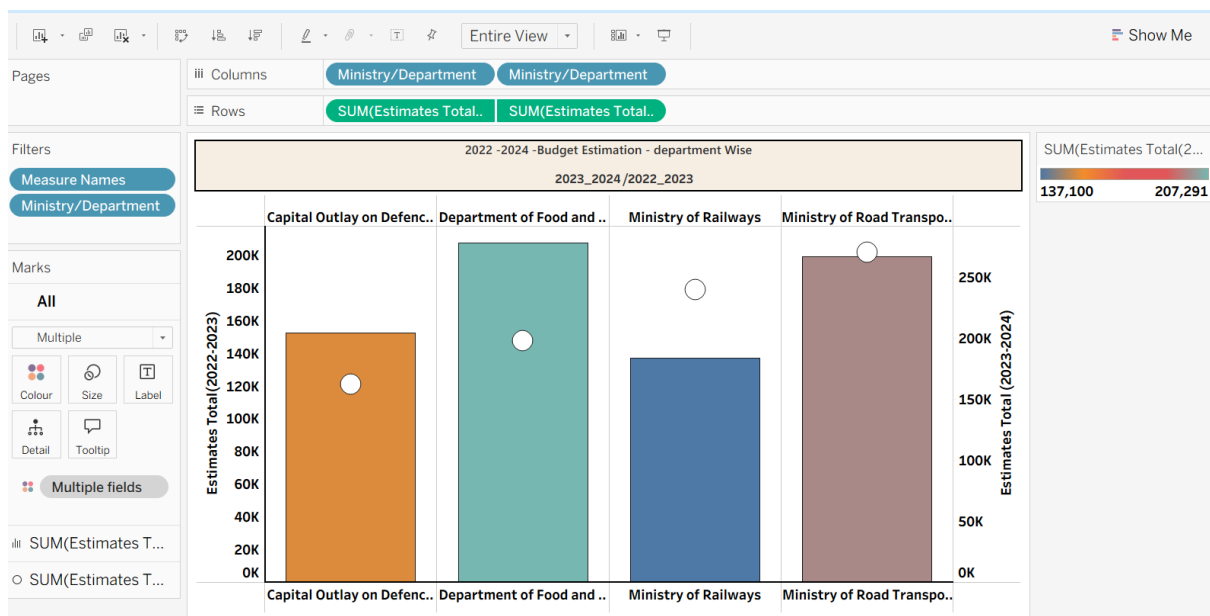 Entire View
Show Me
Pages
Columns
Ministry/Department
Ministry/Department
Rows
SUM(Estimates Total..
SUM(Estimates Total..
Filters
Measure Names
Ministry/Department
Marks
All
Multiple
Colour
Size
Label
Detail
Tooltip
Multiple fields
SUM(Estimates T...
SUM(Estimates T...
2022 -2024 -Budget Estimation - department Wise
2023_2024/2022_2023
Capital Outlay on Defenc..
Department of Food and ..
Ministry of Railways
Ministry of Road Transpo..
Estimates Total(2022-2023)
200K
180K
160K
140K
120K
100K
80K
60K
40K
20K
0K
250K
200K
150K
100K
50K
0K
Estimates Total (2023-2024)
Capital Outlay on Defenc..
Department of Food and ..
Ministry of Railways
Ministry of Road Transpo..
SUM(Estimates Total(2...
137,100
207,291